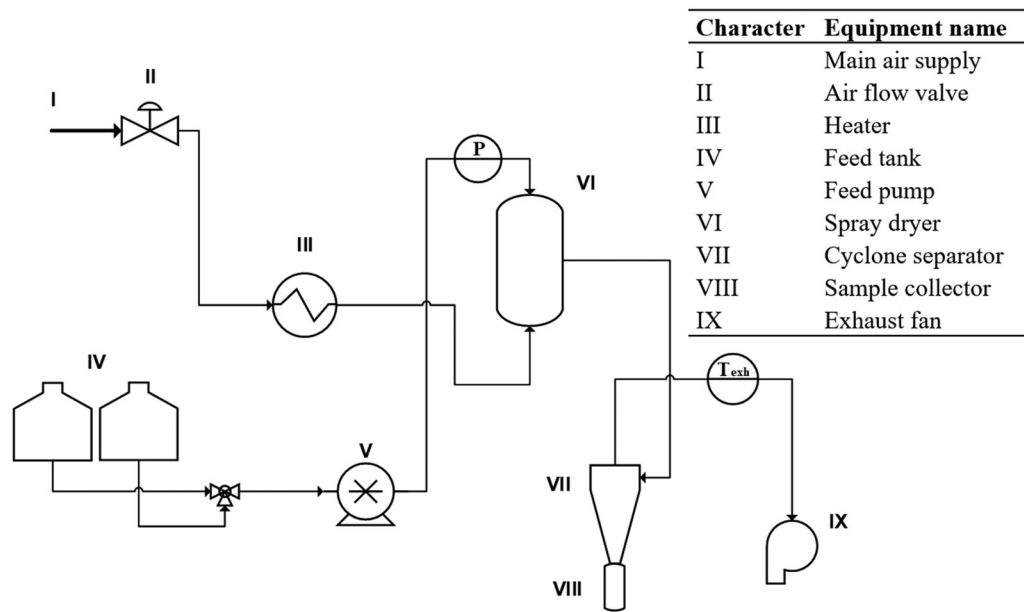 Character Equipment name
I Main air supply
II Air flow valve
III Heater
IV Feed tank
V Feed pump
VI Spray dryer
VII Cyclone separator
VIII Sample collector
IX Exhaust fan
II
I
P
VI
III
IV
Texh
V
VII
IX
VIII